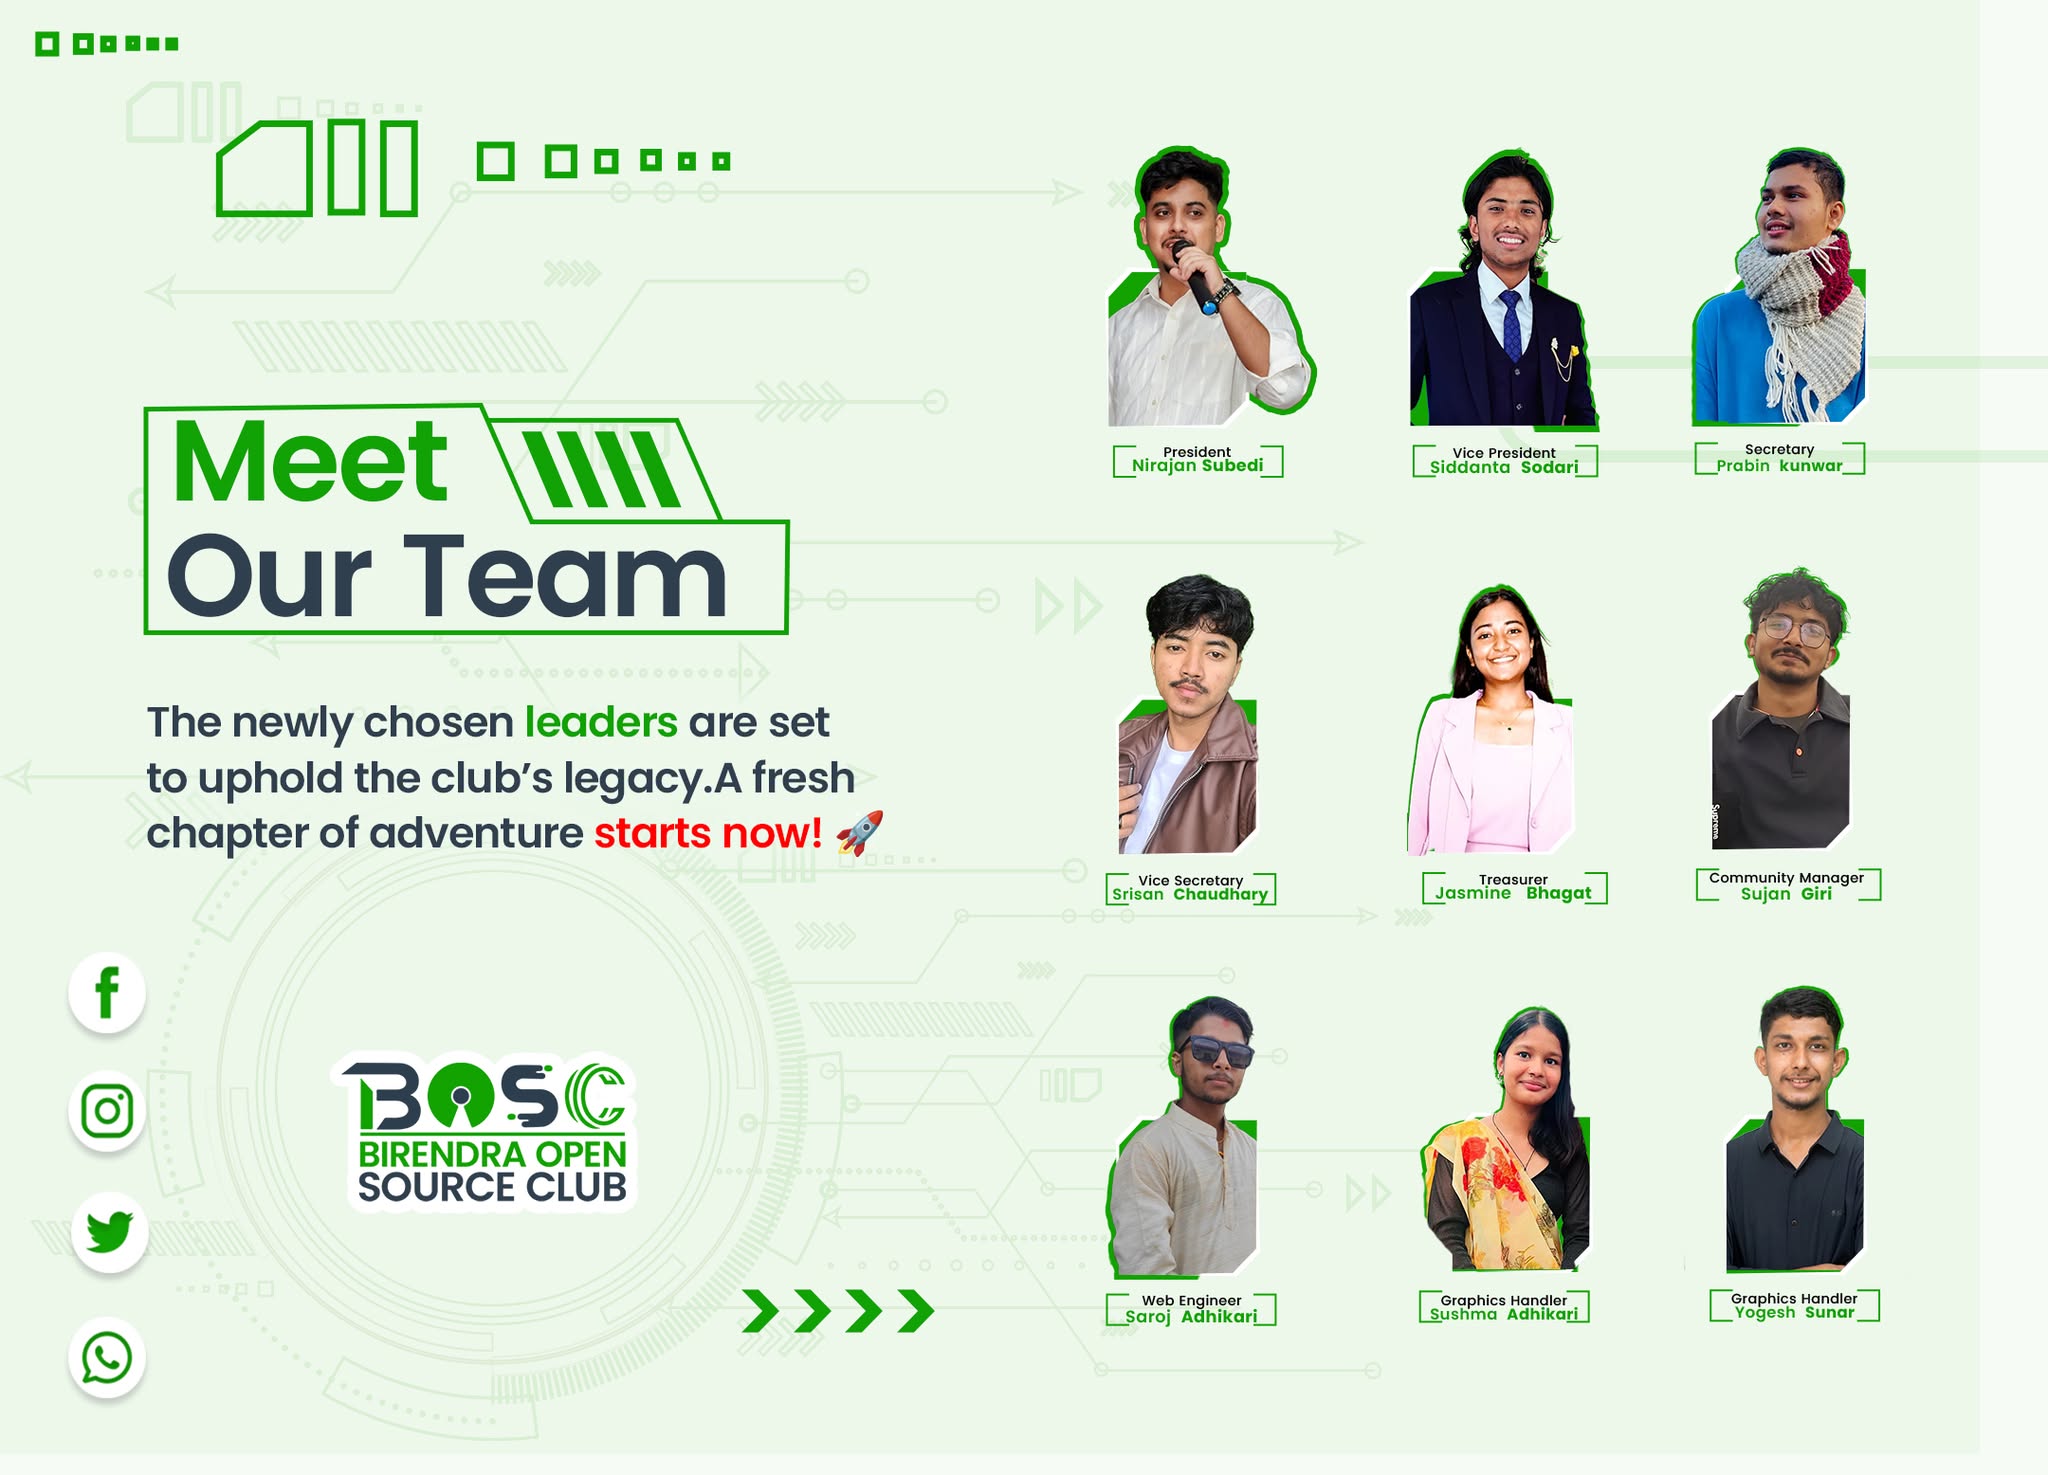 Meet
Our Team
The newly chosen leaders are set
to uphold the club’s legacy.A fresh
chapter of adventure starts now! 🚀
BOSC
BIRENDRA OPEN
SOURCE CLUB
President
Nirajan Subedi
Vice President
Siddanta Sodari
Secretary
Prabin kunwar
Vice Secretary
Srisan Chaudhary
Treasurer
Jasmine Bhagat
Community Manager
Sujan Giri
Supreme
Web Engineer
Saroj Adhikari
Graphics Handler
Sushma Adhikari
Graphics Handler
Yogesh Sunar